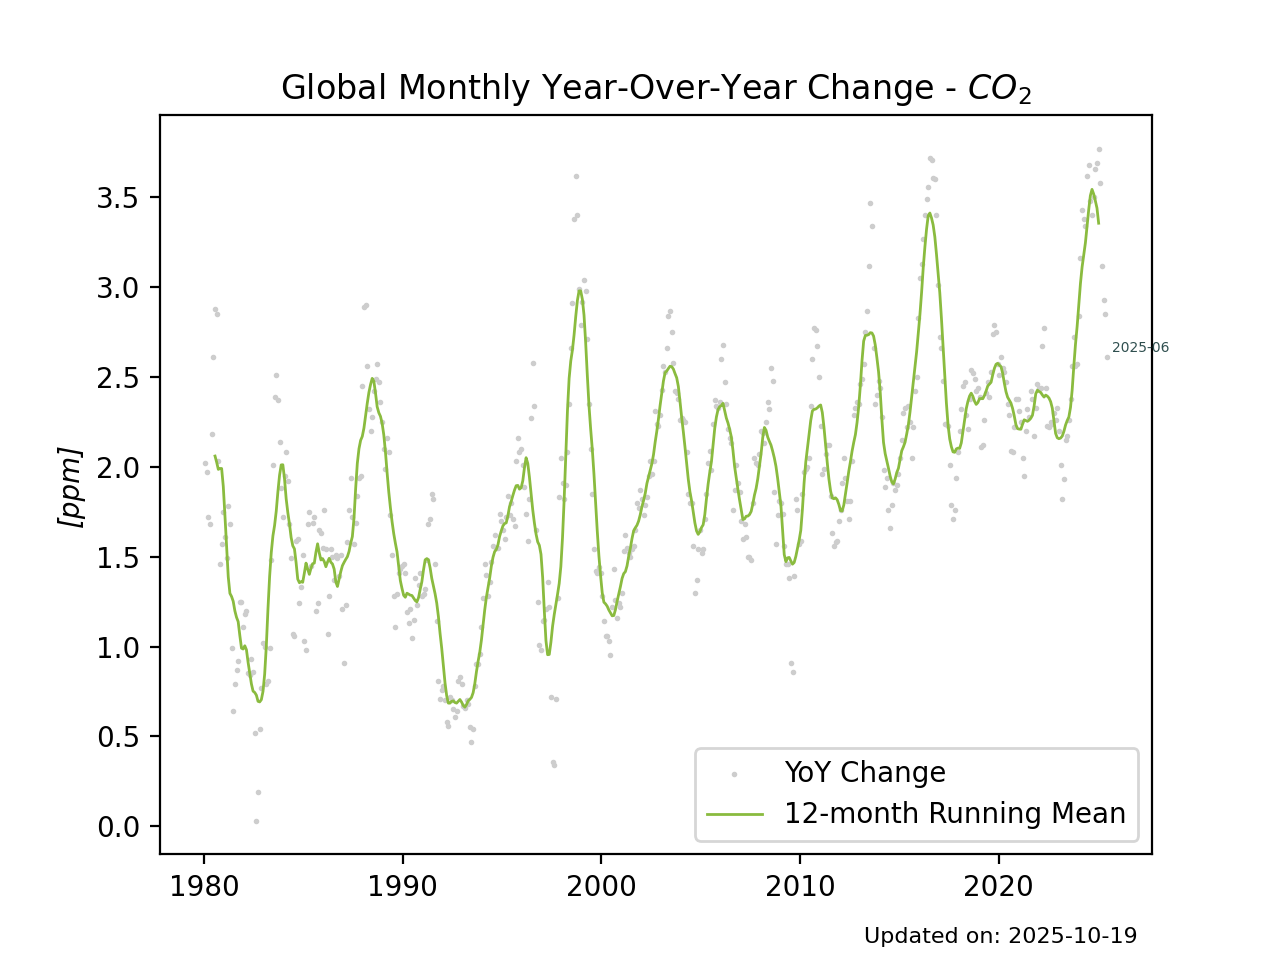 Global Monthly Year-Over-Year Change - CO₂
[ppm]
3.5
3.0
2.5
2.0
1.5
1.0
0.5
0.0
2025-06
YoY Change
12-month Running Mean
1980 1990 2000 2010 2020
Updated on: 2025-10-19